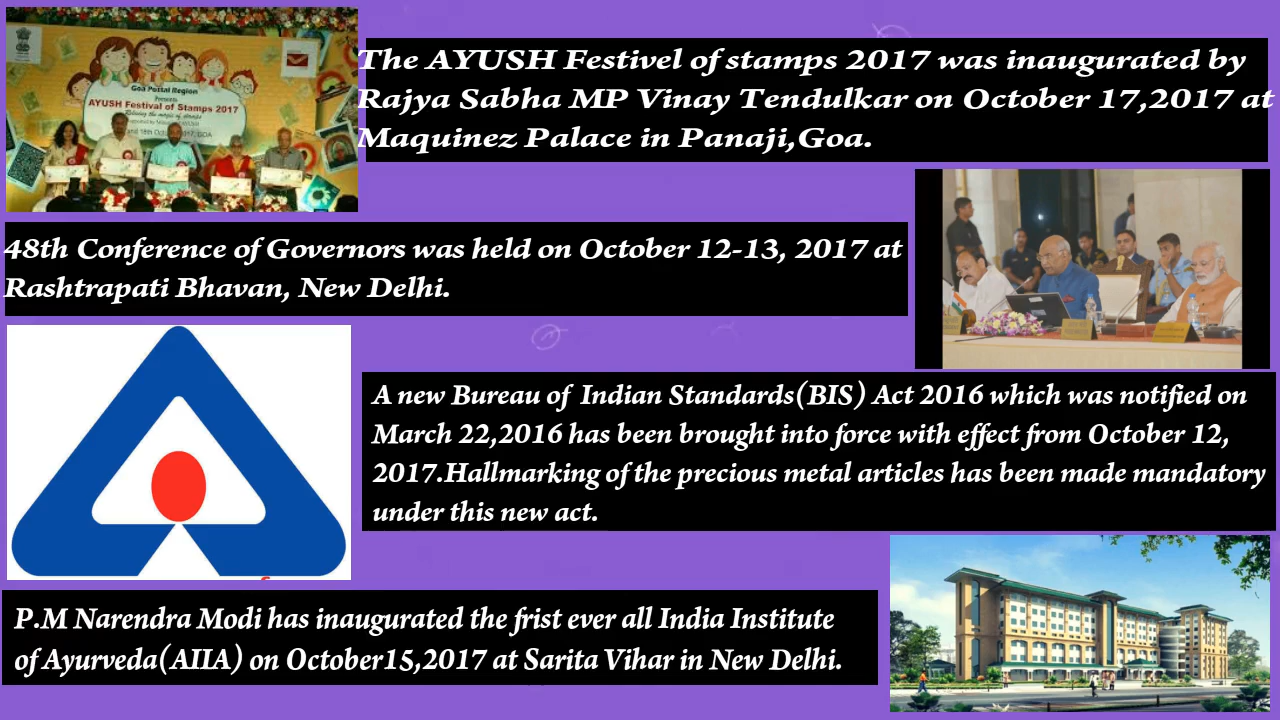 Goa Postal Region
Presents
AYUSH Festival of Stamps 2017
The AYUSH Festivel of stamps 2017 was inaugurated by
Rajya Sabha MP Vinay Tendulkar on October 17,2017 at
Maquinez Palace in Panaji,Goa.
48th Conference of Governors was held on October 12-13, 2017 at
Rashtrapati Bhavan, New Delhi.
A new Bureau of Indian Standards(BIS) Act 2016 which was notified on
March 22,2016 has been brought into force with effect from October 12,
2017.Hallmarking of the precious metal articles has been made mandatory
under this new act.
P.M Narendra Modi has inaugurated the frist ever all India Institute
of Ayurveda(AIIA) on October15,2017 at Sarita Vihar in New Delhi.